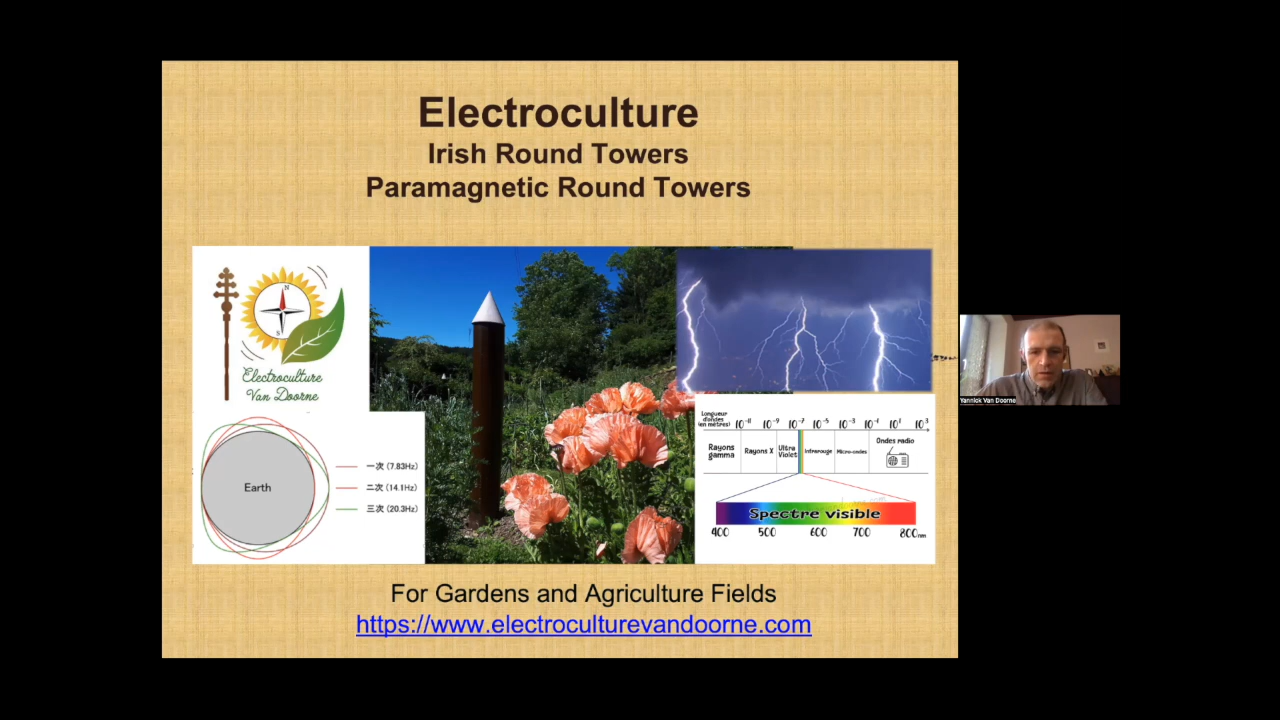 Electroculture
Irish Round Towers
Paramagnetic Round Towers
N
S
Electroculture
Van Doorne
Earth
一次 (7.83Hz)
二次 (14.1Hz)
三次 (20.3Hz)
Longueur
d'ondes
(en mètres)
10⁻¹¹ 10⁻⁹ 10⁻⁷ 10⁻⁵ 10⁻³ 10⁻¹ 10¹ 10³
Rayons
gamma
Rayons X
Ultra
Violet
Infrarouge
Micro-ondes
Ondes radio
Spectre visible
400 500 600 700 800nm
For Gardens and Agriculture Fields
https://www.electroculturevandoorne.com
Yannick Van Doorne